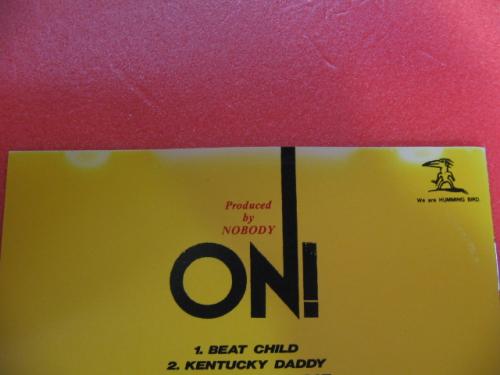 Produced
by
NOBODY
We are HUMMING BIRD
ON!
1. BEAT CHILD
2. KENTUCKY DADDY